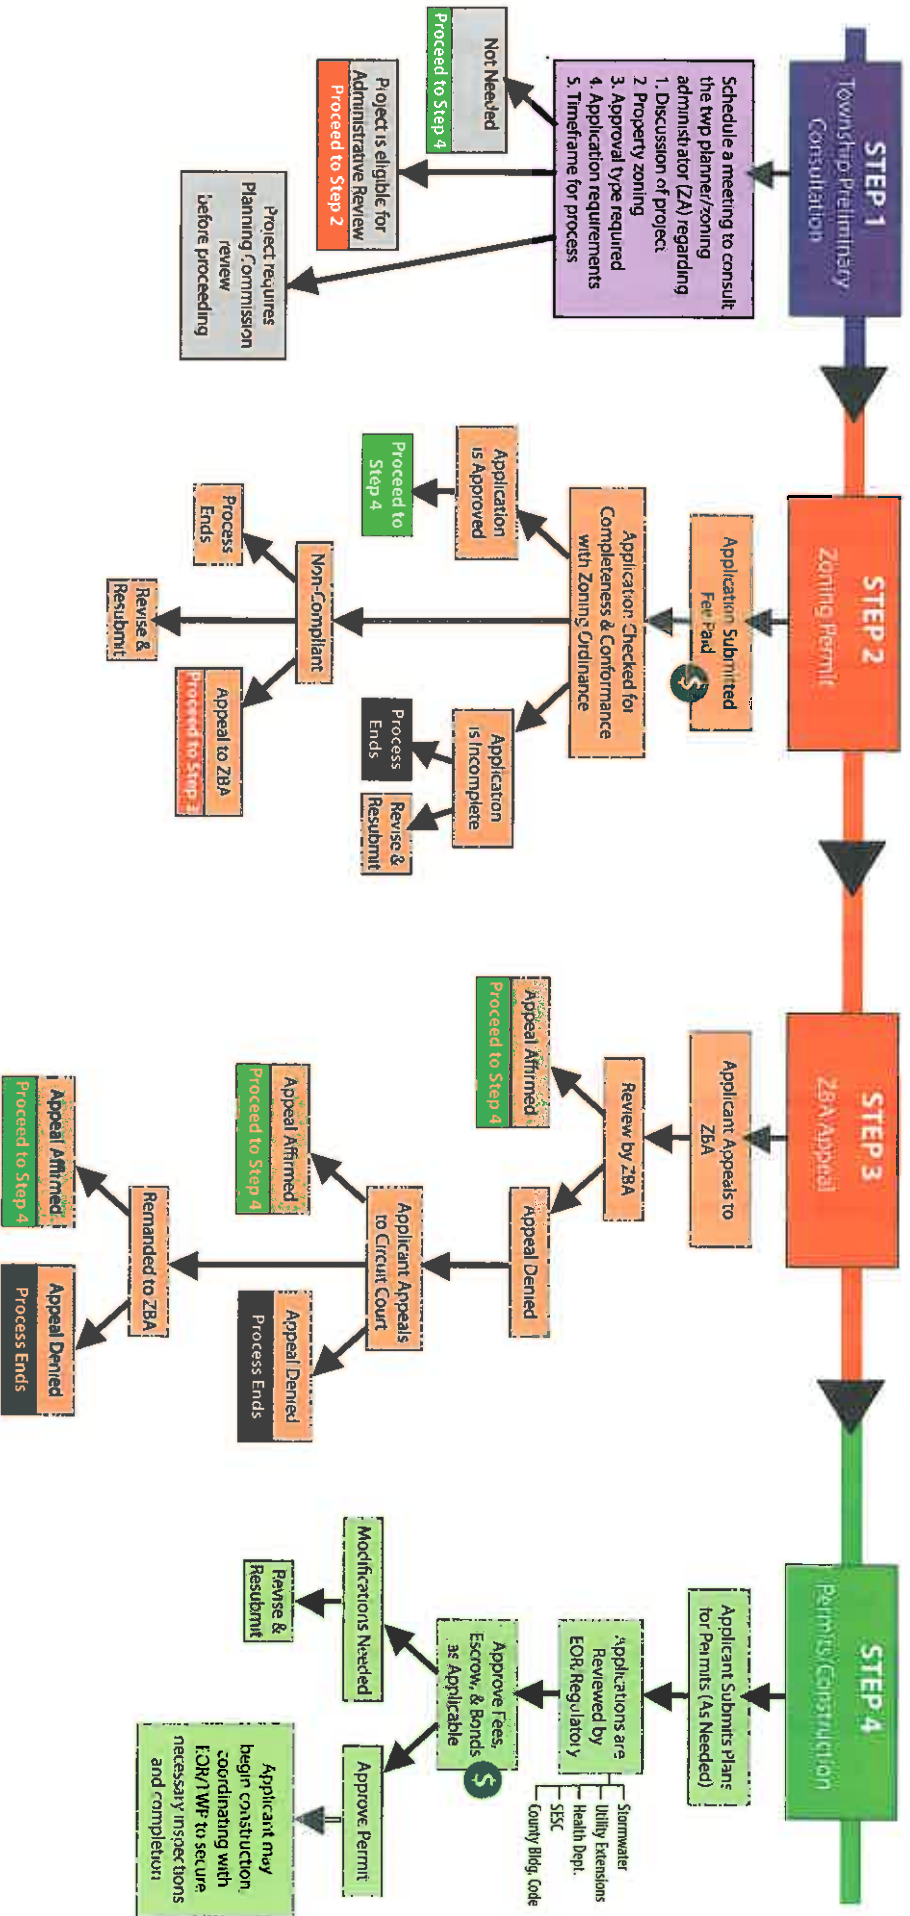 STEP 1
Township Preliminary
Consultation
Schedule a meeting to consult
the twp planner/zoning
administrator (ZA) regarding
1. Discussion of project
2 Property zoning
3. Approval type required
4. Application requirements
5. Timeframe for process
Not Needed
Proceed to Step 4
Project is eligible for
Administrative Review
Proceed to Step 2
Project requires
Planning Commission
review
before proceeding
STEP 2
Zoning Permit
Application Submitted
Fee Paid
$
Application Checked for
Completeness & Conformance
with Zoning Ordinance
Application
is Approved
Proceed to
Step 4
Application
is Incomplete
Process
Ends
Revise &
Resubmit
Non-Compliant
Process
Ends
Revise &
Resubmit
Appeal to ZBA
Proceed to Step 3
STEP 3
ZBA Appeal
Applicant Appeals to
ZBA
Review by ZBA
Appeal Affirmed
Proceed to Step 4
Appeal Denied
Applicant Appeals
to Circuit Court
Appeal Affirmed
Proceed to Step 4
Appeal Denied
Process Ends
Remanded to ZBA
Appeal Affirmed
Proceed to Step 4
Appeal Denied
Process Ends
STEP 4
Permits/Construction
Applicant Submits Plans
for Permits (As Needed)
Applications are
Reviewed by
EOR/Regulatory
Stormwater
Utility Extensions
Health Dept.
SESC
County Bldg. Code
Approve Fees,
Escrow, & Bonds
as Applicable
$
Modifications Needed
Revise &
Resubmit
Approve Permit
Applicant may
begin construction,
coordinating with
EOR/TWP to secure
necessary inspections
and completion